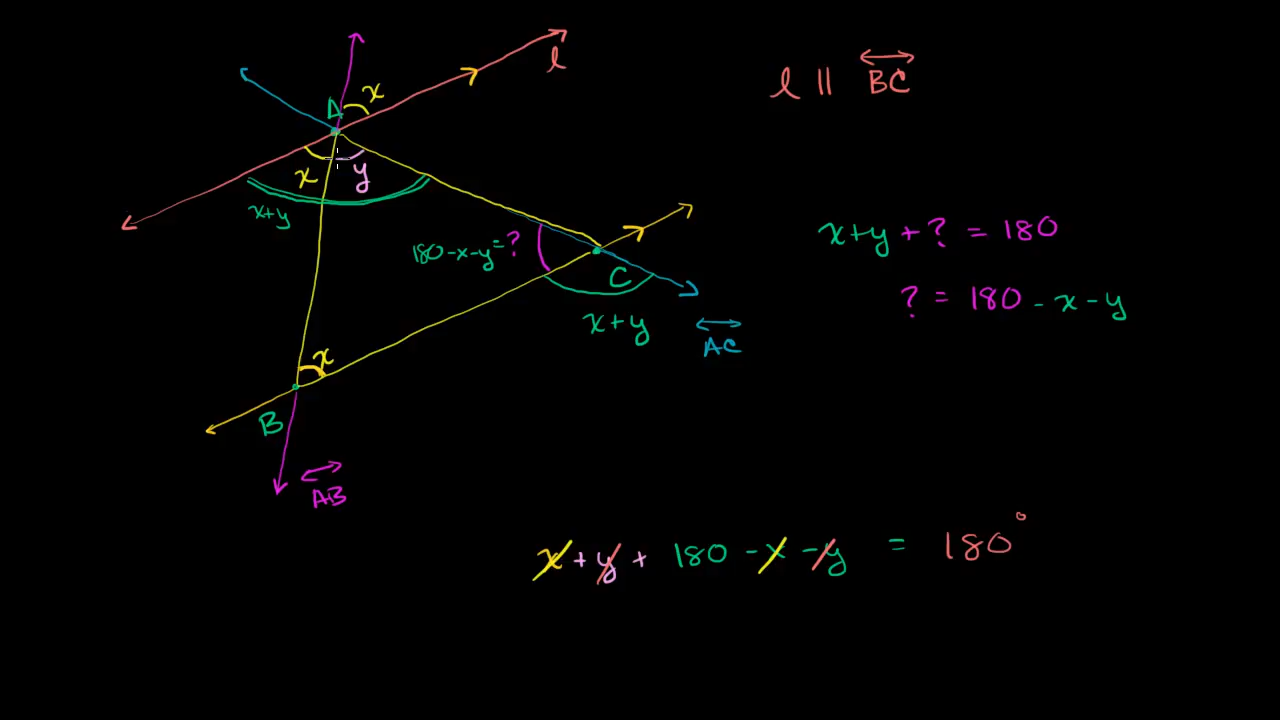 l
x
A
l || BC
x y
x+y
x+y+? = 180
180-x-y=?
C
? = 180 - x - y
x+y
AC
x
B
AB
x + y + 180 - x - y = 180°